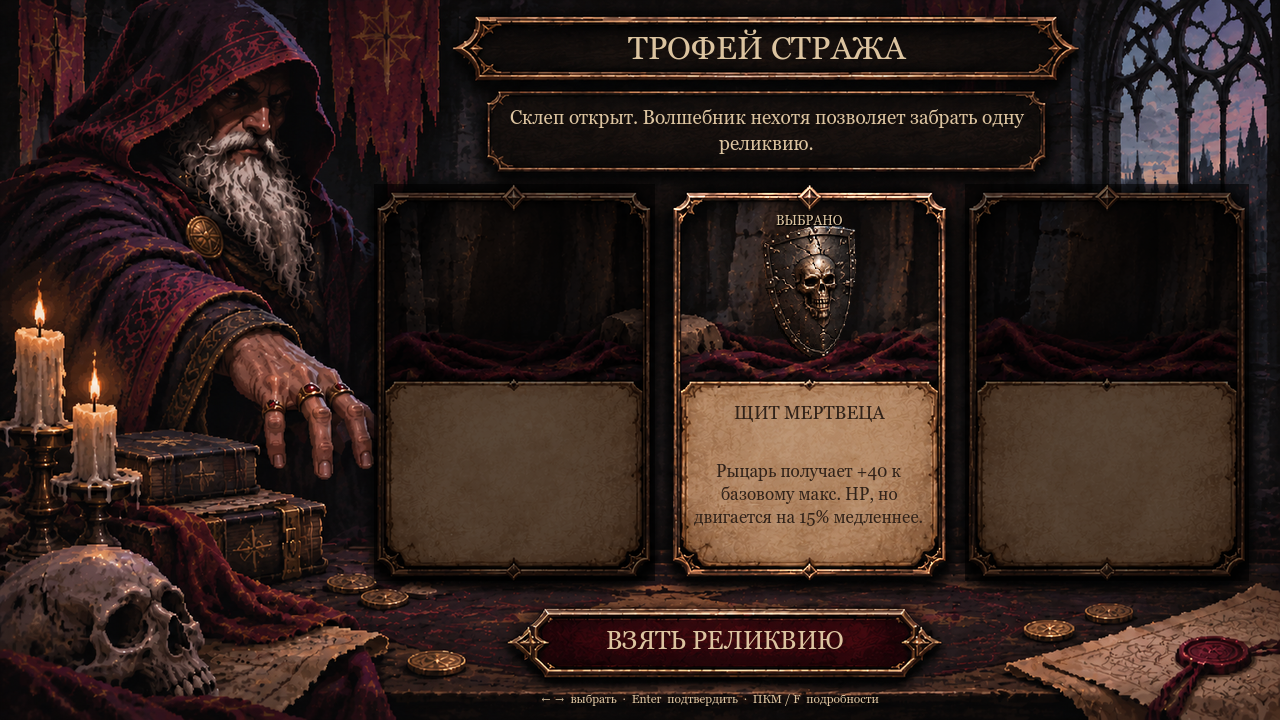 ТРОФЕЙ СТРАЖА
Склеп открыт. Волшебник нехотя позволяет забрать одну
реликвию.
ВЫБРАНО
ЩИТ МЕРТВЕЦА
Рыцарь получает +40 к
базовому макс. HP, но
двигается на 15% медленнее.
ВЗЯТЬ РЕЛИКВИЮ
← → выбрать · Enter подтвердить · ПКМ / F подробности